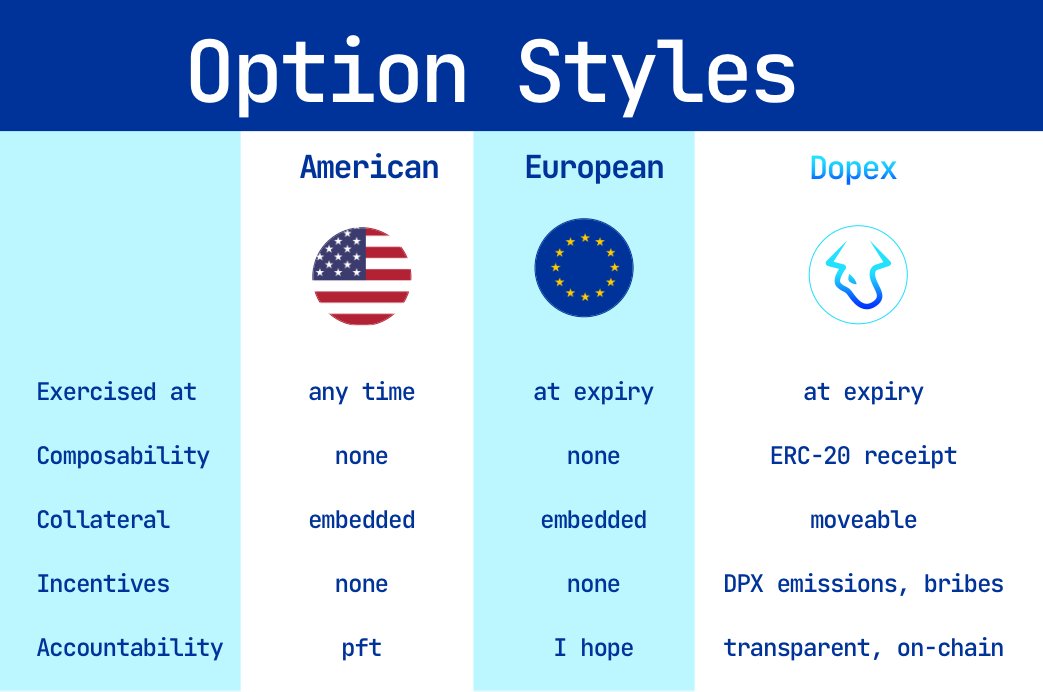 Option Styles
American European Dopex
Exercised at any time at expiry at expiry
Composability none none ERC-20 receipt
Collateral embedded embedded moveable
Incentives none none DPX emissions, bribes
Accountability pft I hope transparent, on-chain